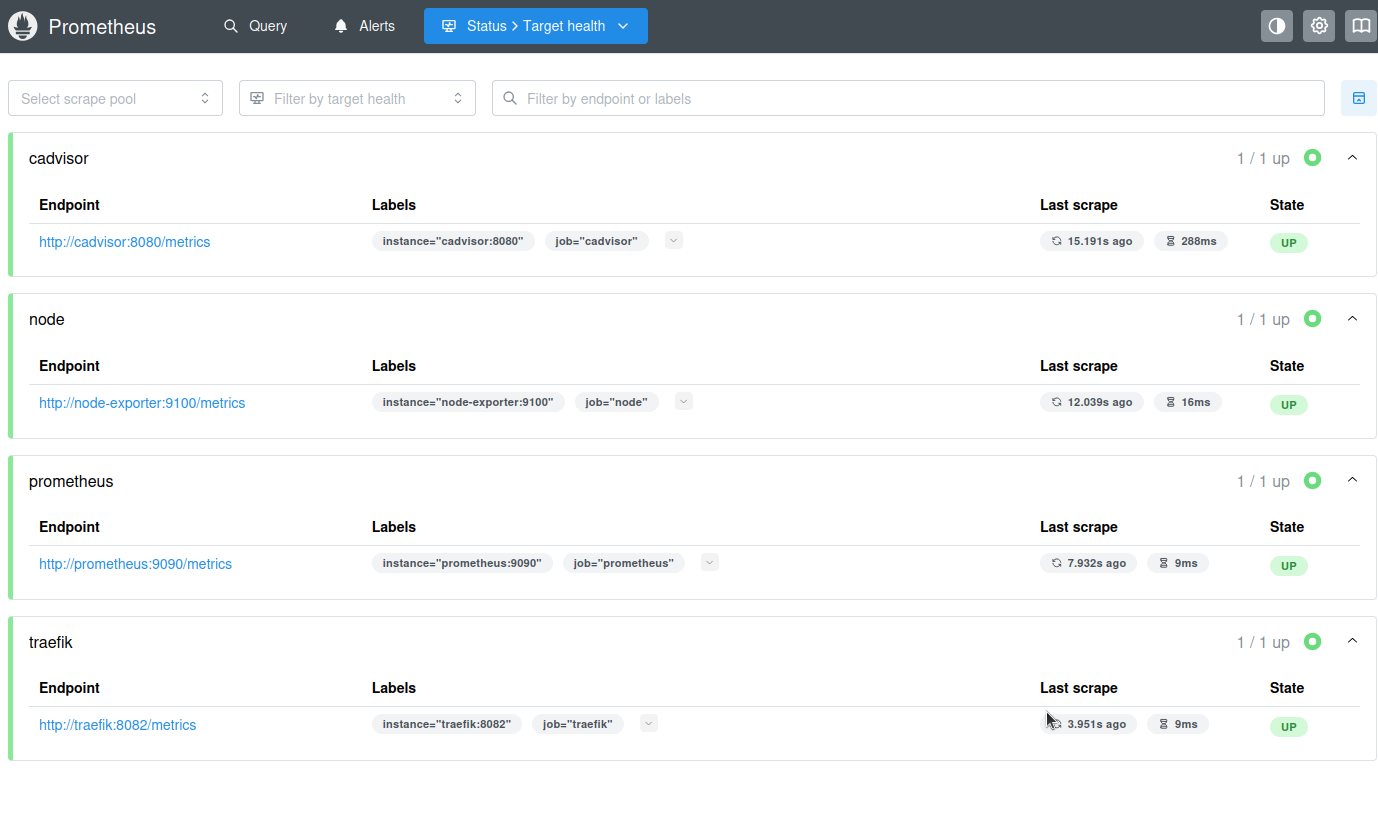 Prometheus Query Alerts Status > Target health
Select scrape pool Filter by target health Filter by endpoint or labels
cadvisor 1 / 1 up
Endpoint Labels Last scrape State
http://cadvisor:8080/metrics instance="cadvisor:8080" job="cadvisor" 15.191s ago 288ms UP
node 1 / 1 up
Endpoint Labels Last scrape State
http://node-exporter:9100/metrics instance="node-exporter:9100" job="node" 12.039s ago 16ms UP
prometheus 1 / 1 up
Endpoint Labels Last scrape State
http://prometheus:9090/metrics instance="prometheus:9090" job="prometheus" 7.932s ago 9ms UP
traefik 1 / 1 up
Endpoint Labels Last scrape State
http://traefik:8082/metrics instance="traefik:8082" job="traefik" 3.951s ago 9ms UP